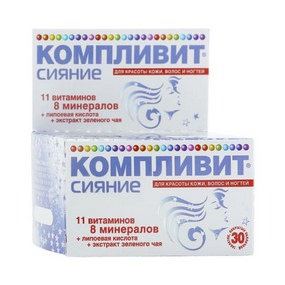 КОМПЛИВИТ®
СИЯНИЕ
ДЛЯ КРАСОТЫ КОЖИ, ВОЛОС И НОГТЕЙ
11 витаминов
8 минералов
+ липоевая кислота
+ экстракт зеленого чая
КОМПЛИВИТ®
СИЯНИЕ
ДЛЯ КРАСОТЫ КОЖИ, ВОЛОС И НОГТЕЙ
11 витаминов
8 минералов
+ липоевая кислота
+ экстракт зеленого чая
30